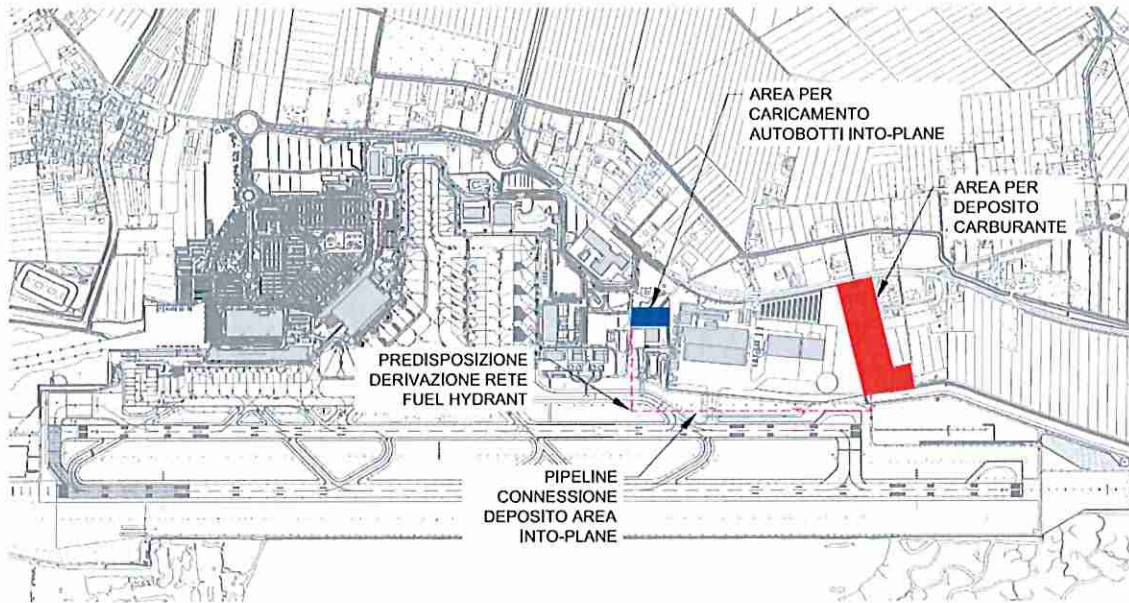 AREA PER
CARICAMENTO
AUTOBOTTI INTO-PLANE
AREA PER
DEPOSITO
CARBURANTE
PREDISPOSIZIONE
DERIVAZIONE RETE
FUEL HYDRANT
PIPELINE
CONNESSIONE
DEPOSITO AREA
INTO-PLANE